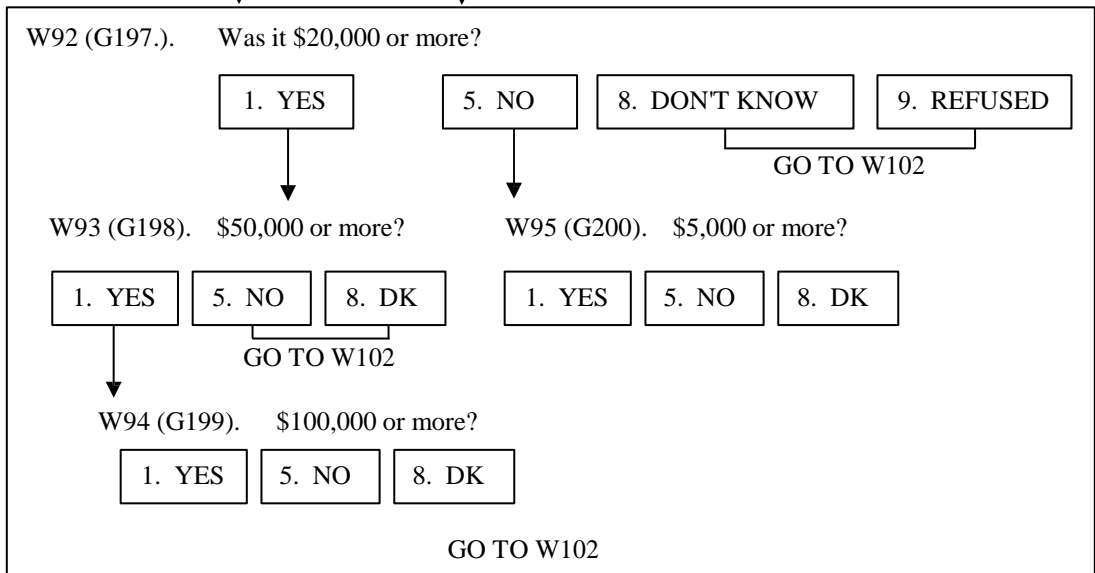 W92 (G197.). Was it $20,000 or more?
1. YES 5. NO 8. DON'T KNOW 9. REFUSED
GO TO W102
W93 (G198). $50,000 or more? W95 (G200). $5,000 or more?
1. YES 5. NO 8. DK 1. YES 5. NO 8. DK
GO TO W102
W94 (G199). $100,000 or more?
1. YES 5. NO 8. DK
GO TO W102